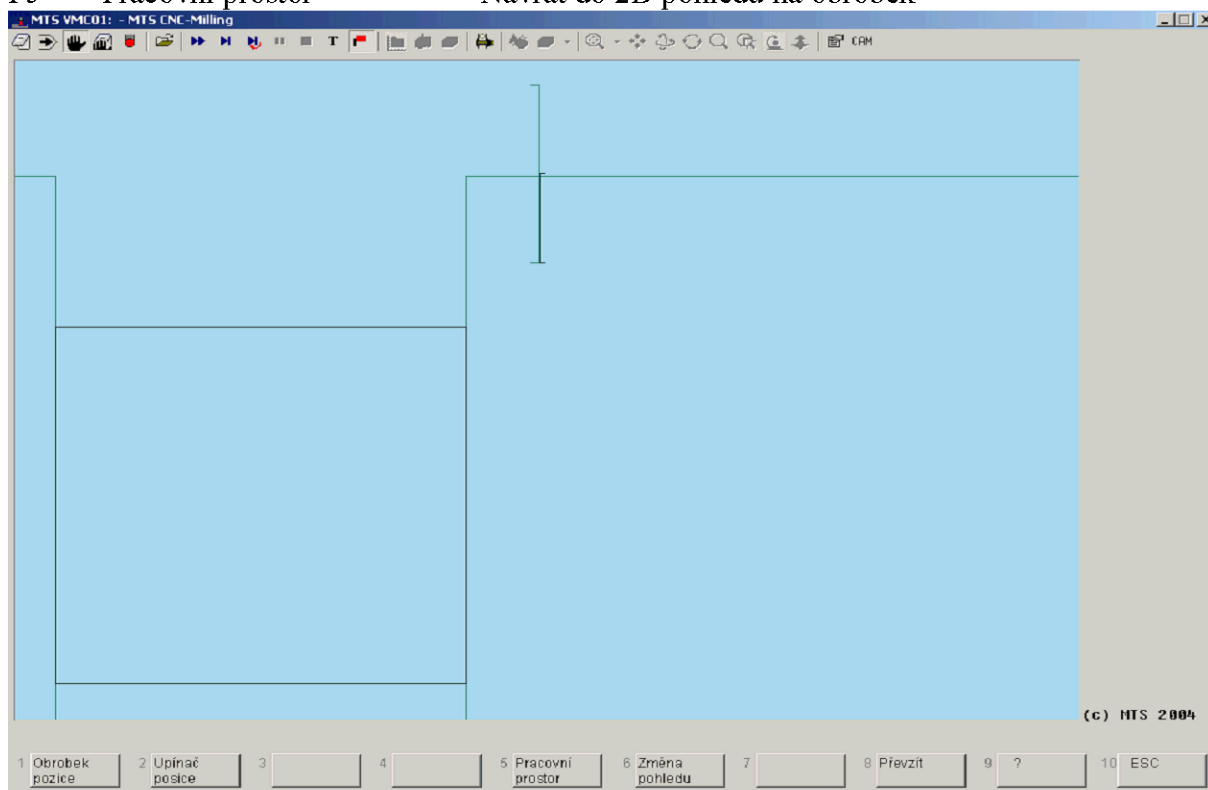 F5 Pracovní prostor Návrat do 2D pohledu na obrobek
MTS VMC01: - MTS CNC-Milling
T CAM
(c) MTS 2004
1 Obrobek pozice 2 Upínač posice 3 4 5 Pracovní prostor 6 Změna pohledu 7 8 Převzít 9 ? 10 ESC